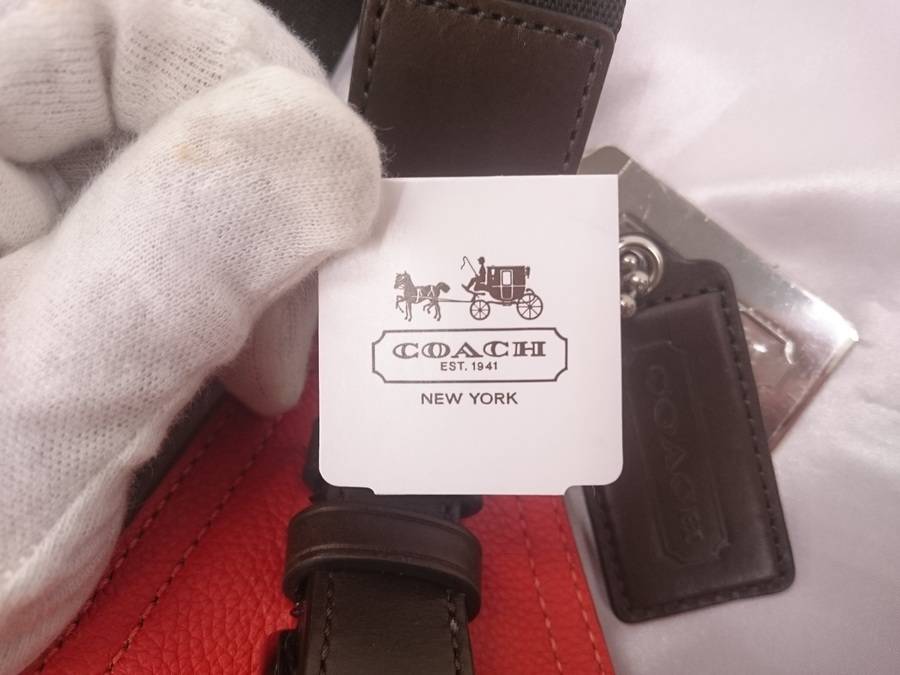 COACH
EST. 1941
NEW YORK
COACH